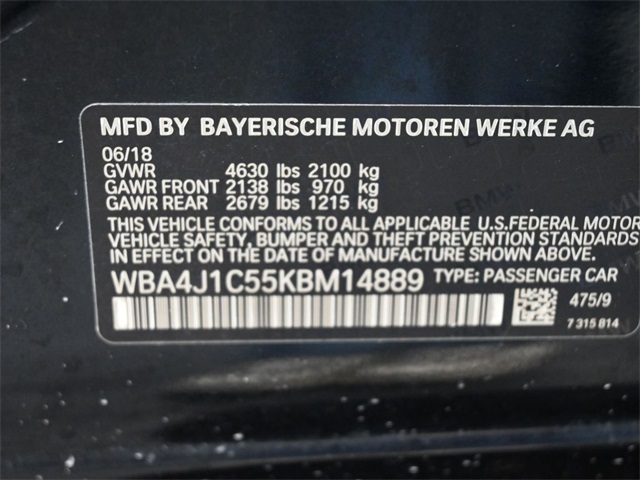 MFD BY BAYERISCHE MOTOREN WERKE AG
06/18
GVWR 4630 lbs 2100 kg
GAWR FRONT 2138 lbs 970 kg
GAWR REAR 2679 lbs 1215 kg
THIS VEHICLE CONFORMS TO ALL APPLICABLE U.S.FEDERAL MOTOR
VEHICLE SAFETY, BUMPER AND THEFT PREVENTION STANDARDS
IN EFFECT ON THE DATE OF MANUFACTURE SHOWN ABOVE.
WBA4J1C55KBM14889 TYPE: PASSENGER CAR
475/9
7 315 814